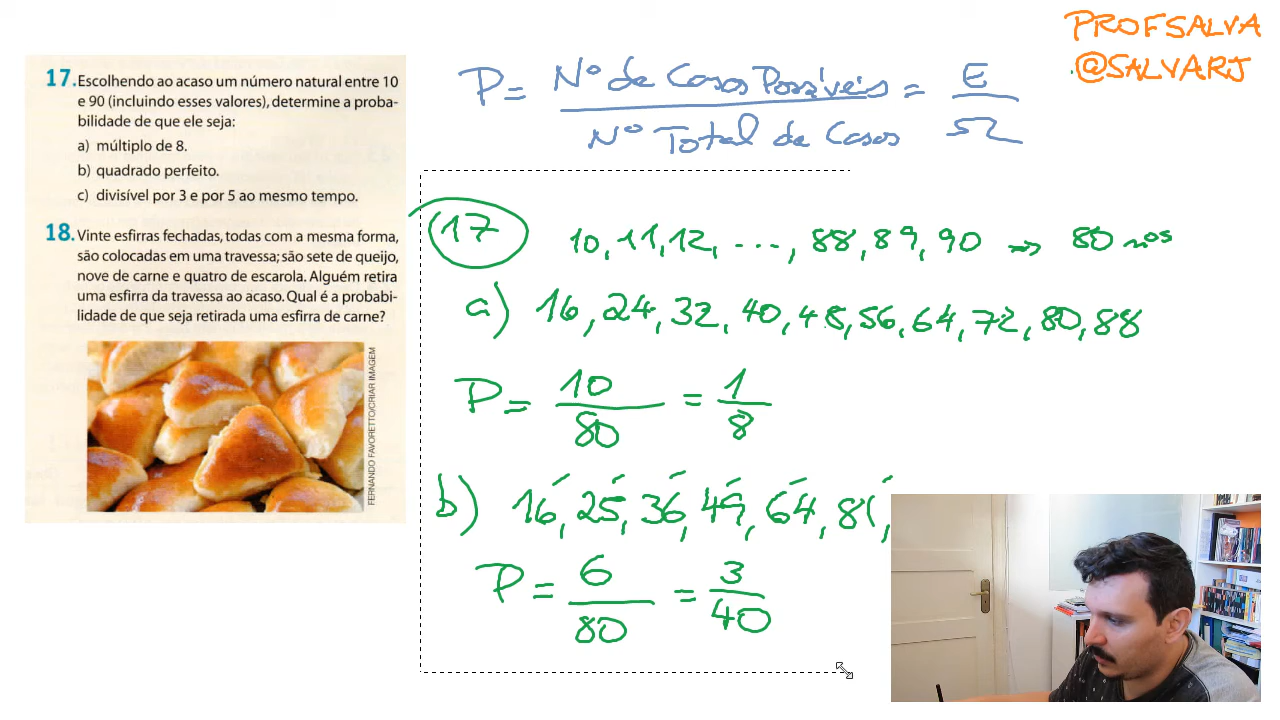 PROFSALVA
@SALVARJ
17. Escolhendo ao acaso um número natural entre 10
e 90 (incluindo esses valores), determine a proba-
bilidade de que ele seja:
a) múltiplo de 8.
b) quadrado perfeito.
c) divisível por 3 e por 5 ao mesmo tempo.
18. Vinte esfirras fechadas, todas com a mesma forma,
são colocadas em uma travessa; são sete de queijo,
nove de carne e quatro de escarola. Alguém retira
uma esfirra da travessa ao acaso. Qual é a probabi-
lidade de que seja retirada uma esfirra de carne?
FERNANDO FAVORETTO/CRIAR IMAGEM
P = Nº de Casos Possíveis / Nº Total de Casos = E / Ω
17 10, 11, 12, ..., 88, 89, 90 => 80 nos
a) 16, 24, 32, 40, 48, 56, 64, 72, 80, 88
P = 10/80 = 1/8
b) 16, 25, 36, 49, 64, 81,
P = 6/80 = 3/40